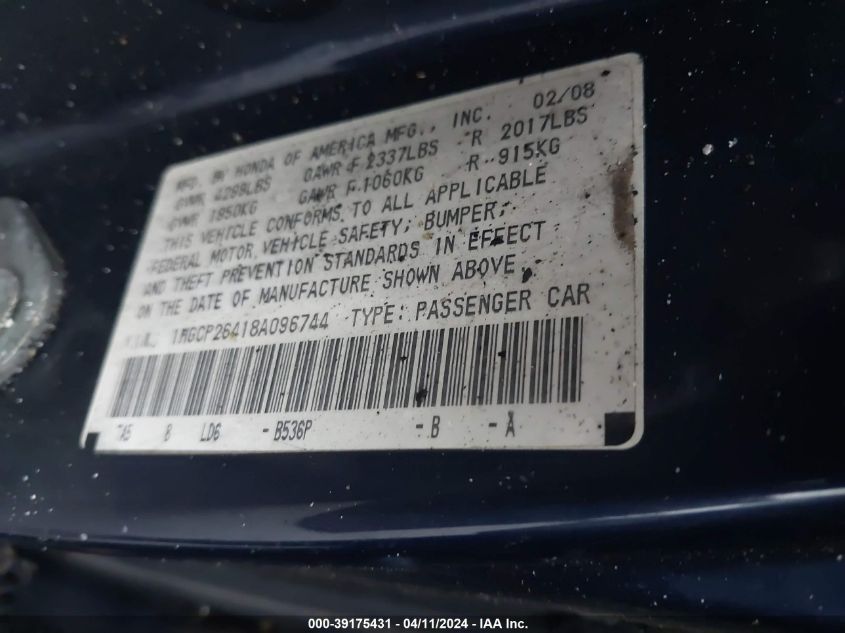 MFD. BY HONDA OF AMERICA MFG., INC. 02/08
GVWR 4299LBS GAWR F 2337LBS R 2017LBS
GVWR 1950KG GAWR F 1060KG R 915KG
THIS VEHICLE CONFORMS TO ALL APPLICABLE
FEDERAL MOTOR VEHICLE SAFETY, BUMPER,
AND THEFT PREVENTION STANDARDS IN EFFECT
ON THE DATE OF MANUFACTURE SHOWN ABOVE.
V.I.N. 1HGCP26418A096744 TYPE: PASSENGER CAR
TA5 8 LD6 -B536P -B -A
000-39175431 - 04/11/2024 - IAA Inc.